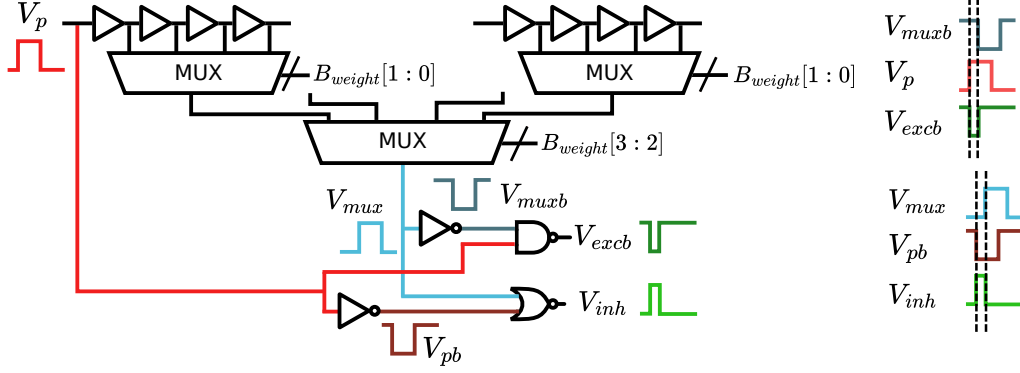 V_p
MUX
B_weight[1 : 0]
MUX
B_weight[1 : 0]
MUX
B_weight[3 : 2]
V_mux
V_muxb
V_excb
V_inh
V_pb
V_muxb
V_p
V_excb
V_mux
V_pb
V_inh